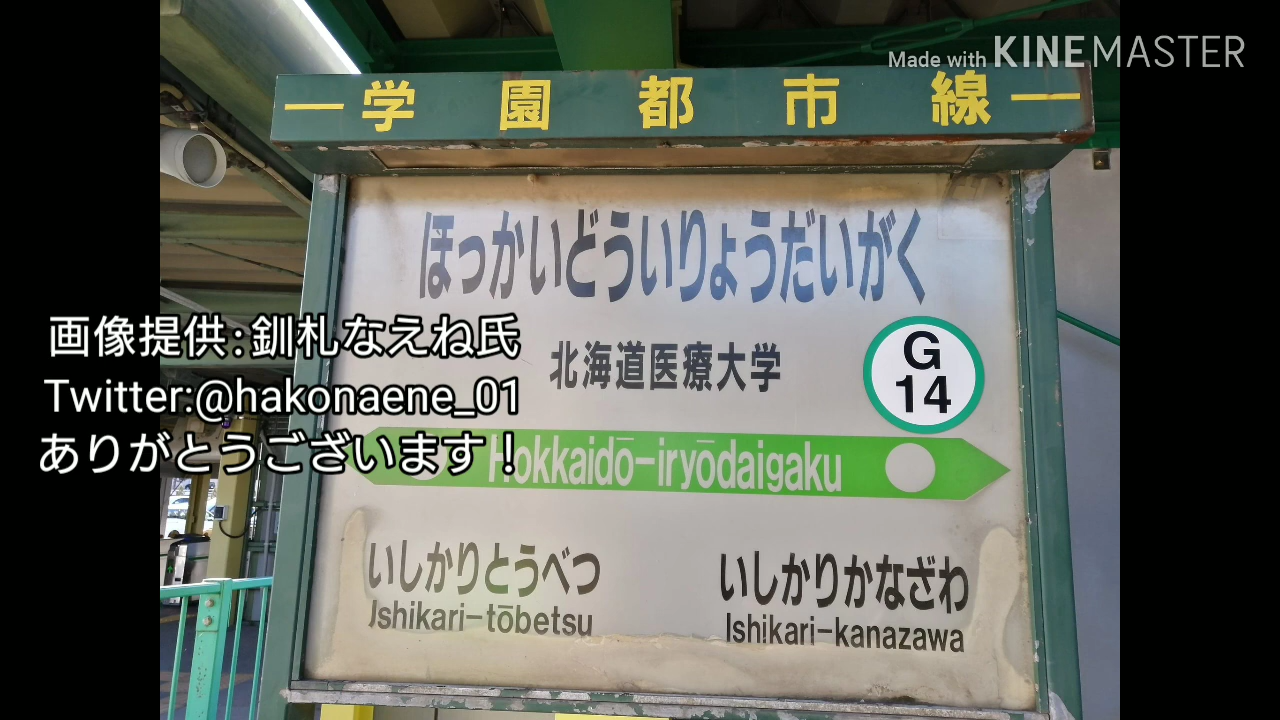 Made with KINEMASTER
学園都市線
ほっかいどういりょうだいがく
北海道医療大学
G
14
Hokkaidō-iryōdaigaku
いしかりとうべつ
Ishikari-tōbetsu
いしかりかなざわ
Ishikari-kanazawa
画像提供:釧札なえね氏
Twitter:@hakonaene_01
ありがとうございます!